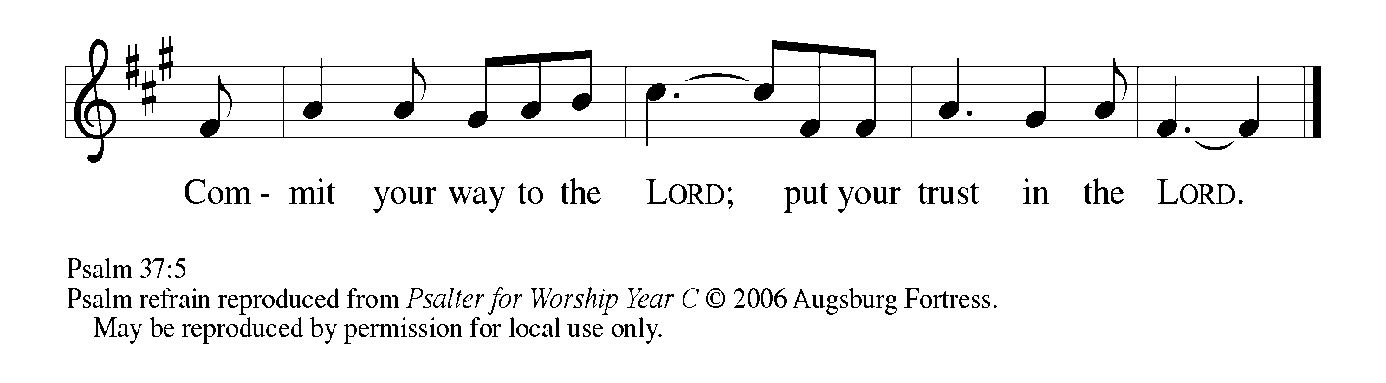 Com - mit your way to the LORD; put your trust in the LORD.
Psalm 37:5
Psalm refrain reproduced from Psalter for Worship Year C © 2006 Augsburg Fortress.
May be reproduced by permission for local use only.